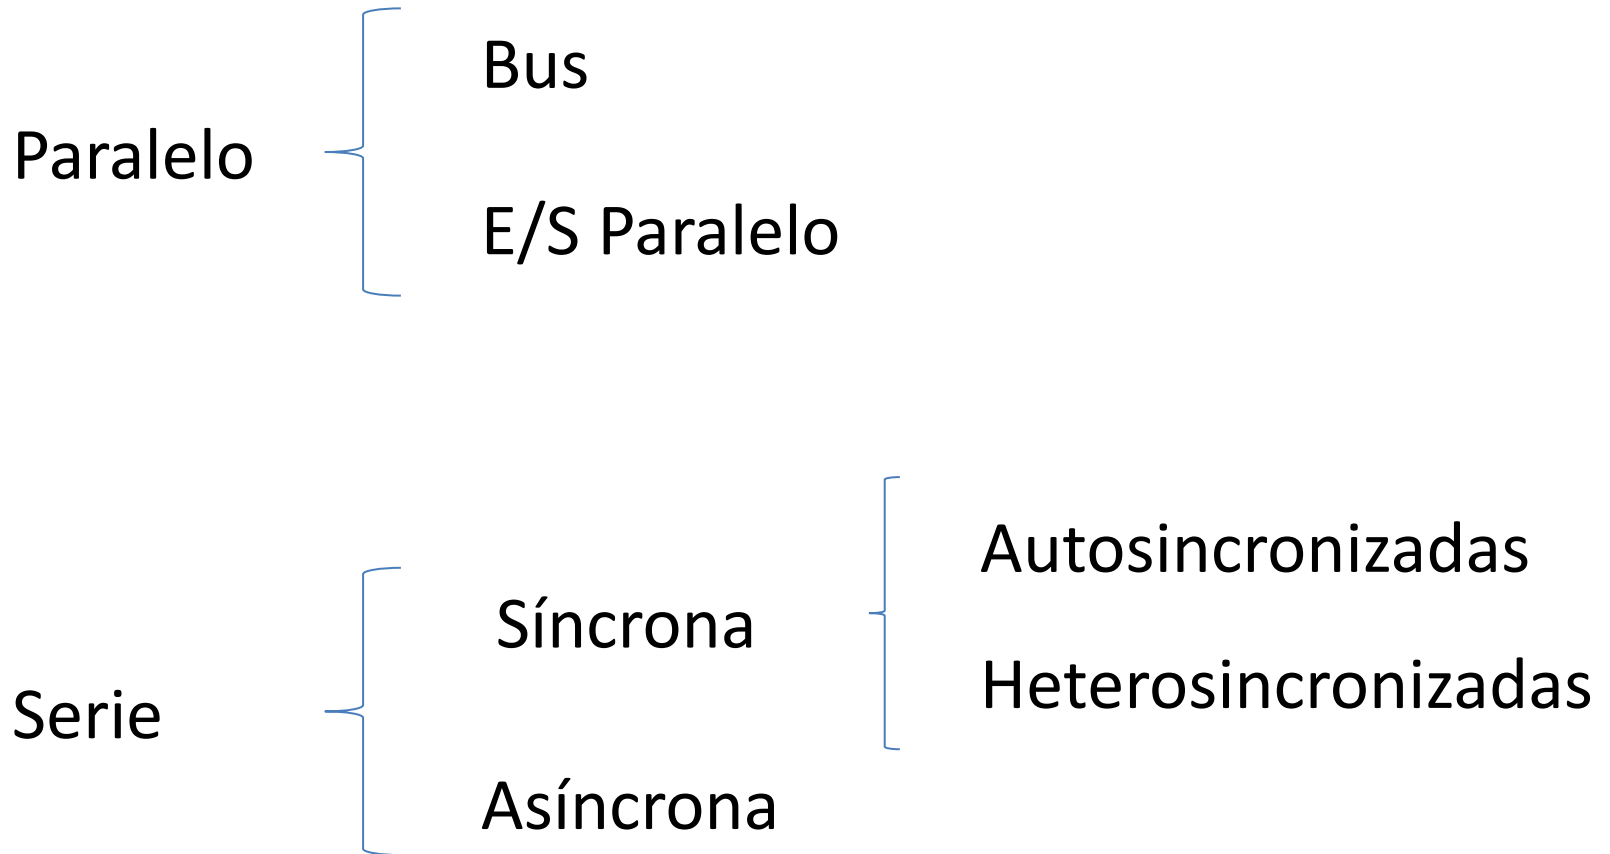 Paralelo
Bus
E/S Paralelo
Serie
Síncrona
Autosincronizadas
Heterosincronizadas
Asíncrona